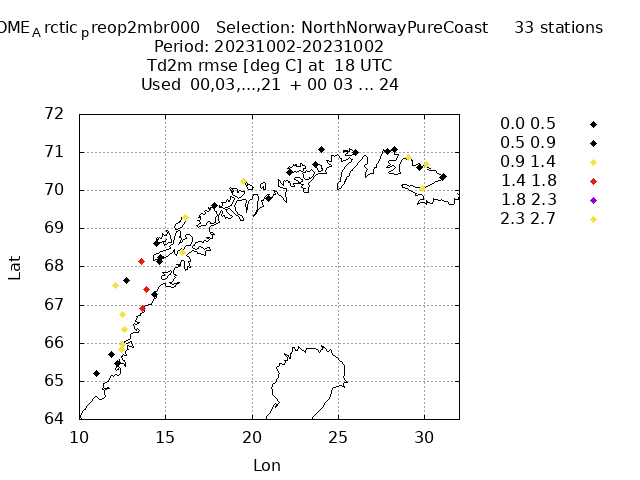 OME_Arctic_preop2mbr000 Selection: NorthNorwayPureCoast 33 stations
Period: 20231002-20231002
Td2m rmse [deg C] at 18 UTC
Used 00,03,...,21 + 00 03 ... 24
72
71
70
69
68
67
66
65
64
Lat
10 15 20 25 30
Lon
0.0 0.5
0.5 0.9
0.9 1.4
1.4 1.8
1.8 2.3
2.3 2.7